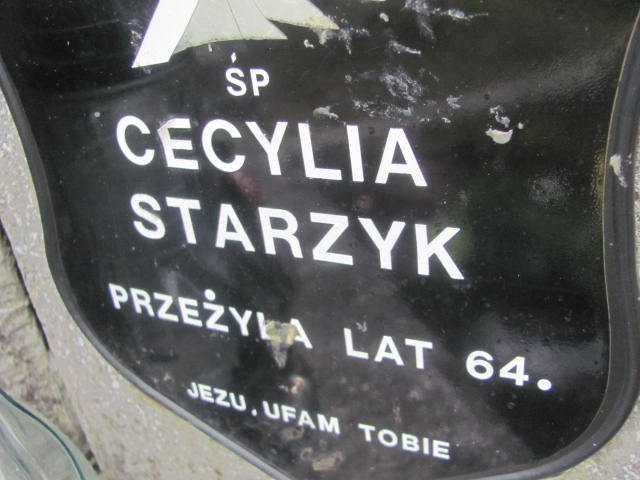 ŚP
CECYLIA
STARZYK
PRZEŻYŁA LAT 64.
JEZU, UFAM TOBIE